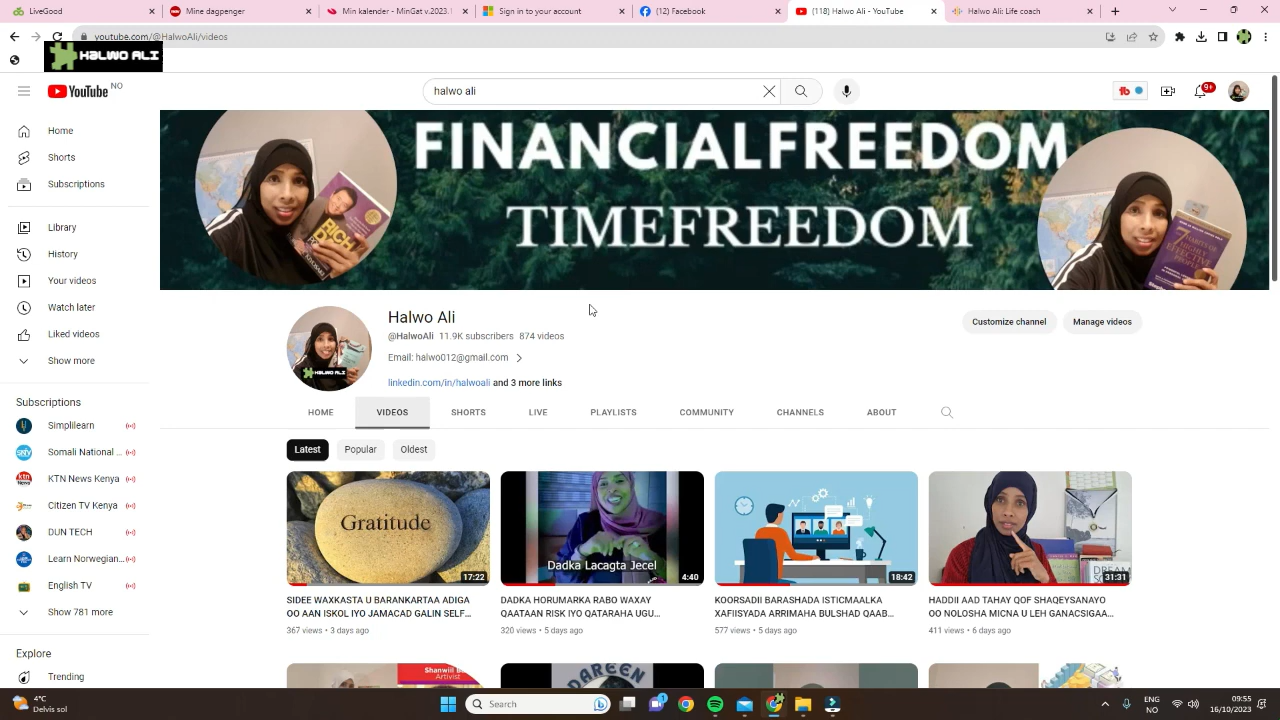 LiveGood
YouTube
Udvarg.xls 2023.
Sign in to your account
(12) Facebook
(118) Halwo Ali - YouTube
youtube.com/@HalwoAli/videos
HALWO ALI
YouTube NO
halwo ali
9+
Home
Shorts
Subscriptions
Library
History
Your videos
Watch later
Liked videos
Show more
Subscriptions
Simplilearn
Somali National ...
KTN News Kenya
Citizen TV Kenya
DUN TECH
Learn Norwegian...
English TV
Show 781 more
Explore
Trending
FINANCIALFREEDOM
TIMEFREEDOM
Halwo Ali
@HalwoAli 11.9K subscribers 874 videos
Email: halwo012@gmail.com
linkedin.com/in/halwoali and 3 more links
Customize channel
Manage videos
HOME VIDEOS SHORTS LIVE PLAYLISTS COMMUNITY CHANNELS ABOUT
Latest Popular Oldest
Gratitude
17:22
SIDEE WAXKASTA U BARANKARTAA ADIGA
OO AAN ISKOL IYO JAMACAD GALIN SELF...
367 views • 3 days ago
Dadka Lacagta Jecel
4:40
DADKA HORUMARKA RABO WAXAY
QAATAAN RISK IYO QATARAHA UGU...
320 views • 5 days ago
18:42
KOORSADII BARASHADA ISTICMAALKA
XAFIISYADA ARRIMAHA BULSHAD QAAB...
577 views • 5 days ago
31:31
HADDII AAD TAHAY QOF SHAQEYSANAYO
OO NOLOSHA MICNA U LEH GANACSIGAA...
411 views • 6 days ago
Artivist
DAREEN
4°C
Delvis sol
Search
ENG
NO
09:55
16/10/2023